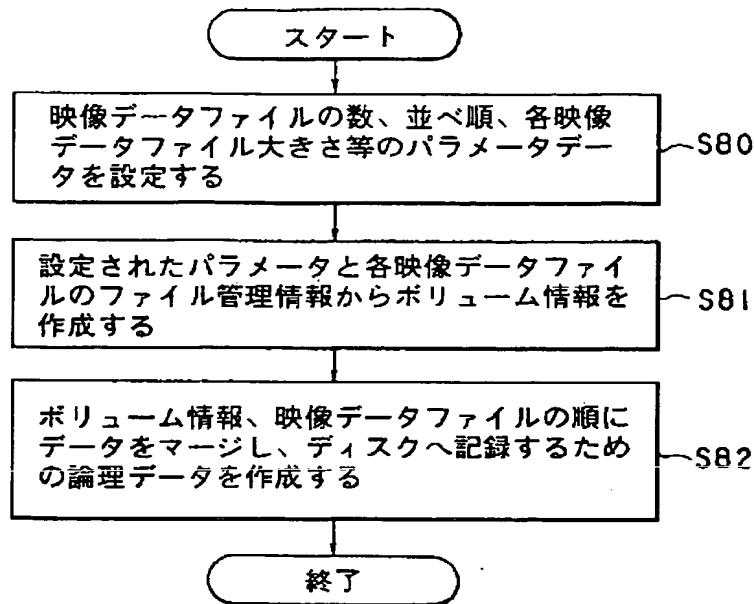 スタート
映像データファイルの数、並べ順、各映像
データファイル大きさ等のパラメータデー
タを設定する
S80
設定されたパラメータと各映像データファイ
ルのファイル管理情報からボリューム情報を
作成する
S81
ボリューム情報、映像データファイルの順に
データをマージし、ディスクへ記録するため
の論理データを作成する
S82
終了